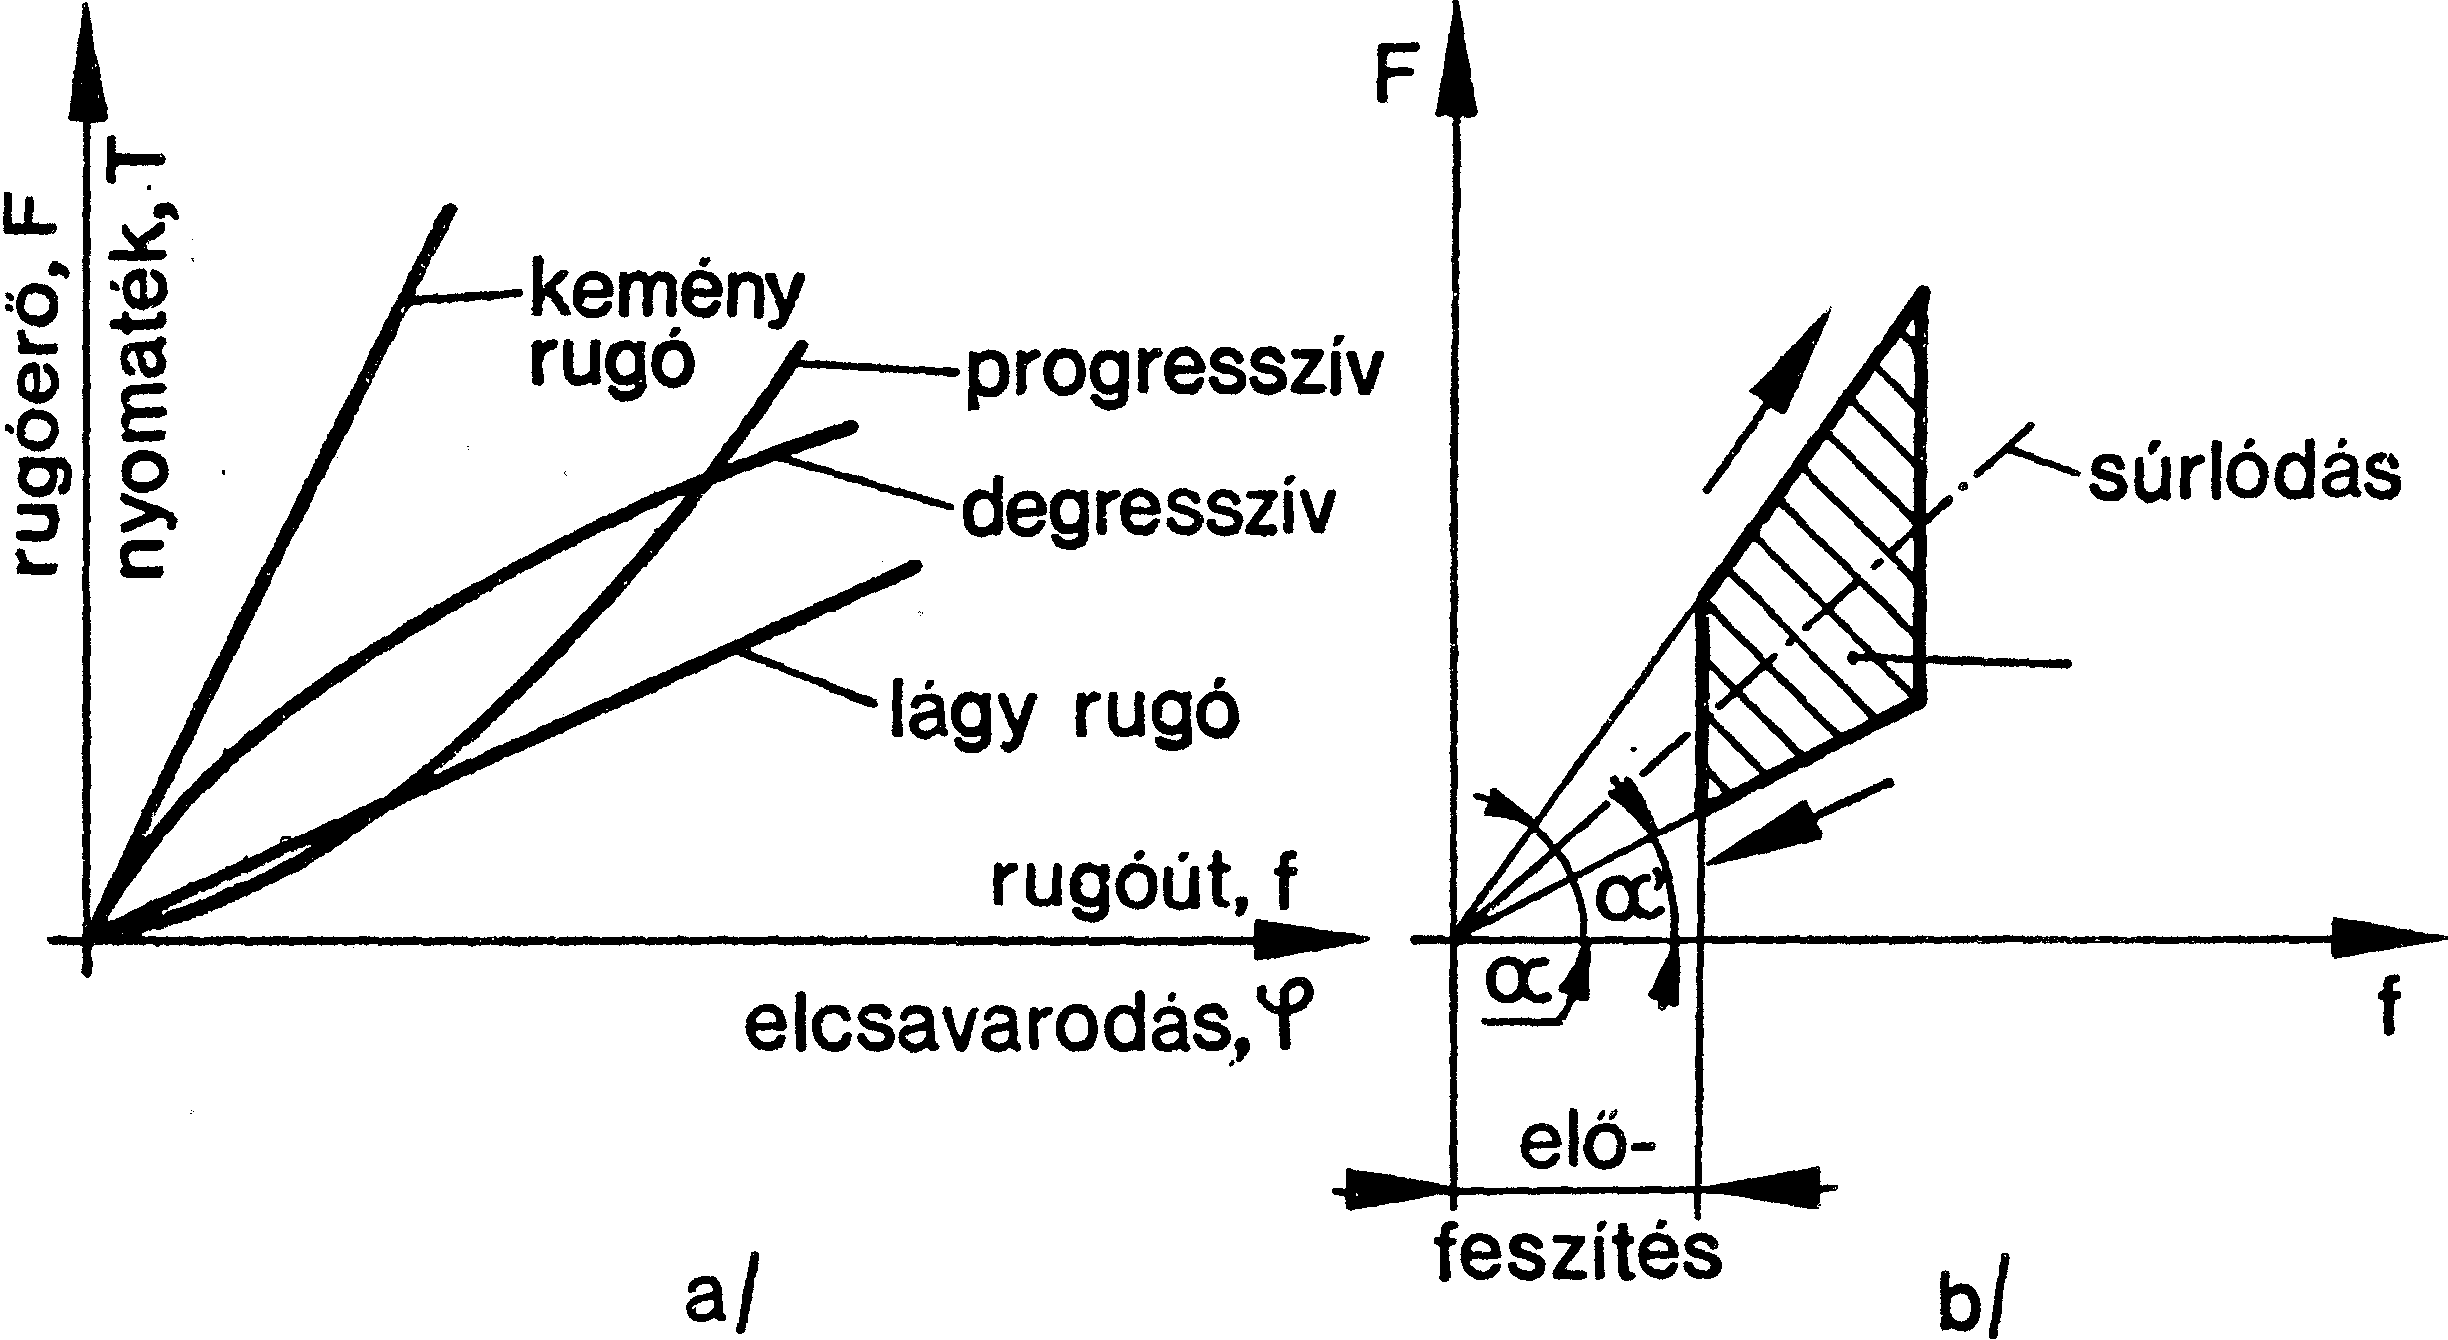 rugóerő, F
nyomaték, T
kemény
rugó
progresszív
degresszív
lágy rugó
rugóút, f
elcsavarodás, φ
a/
F
súrlódás
α'
α
f
elő-
feszítés
b/